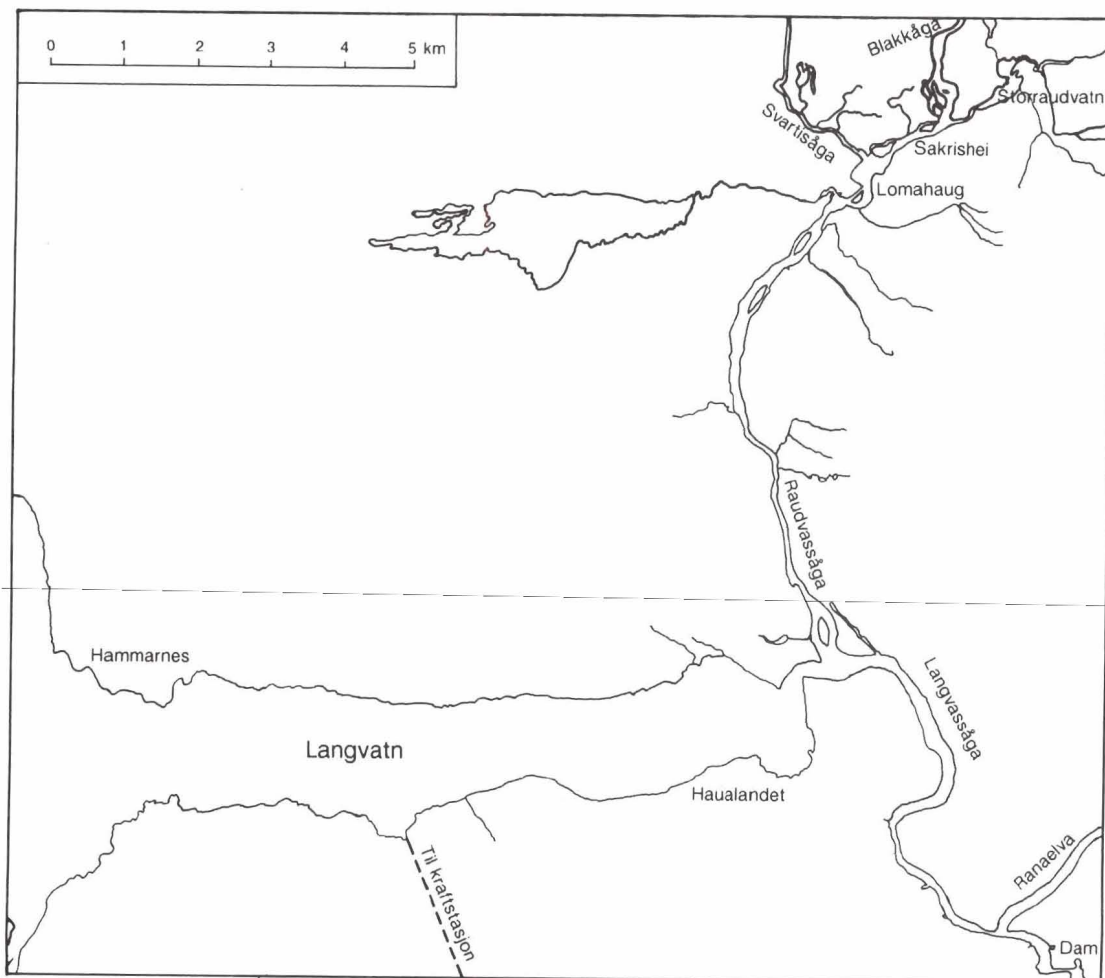 0 1 2 3 4 5 km
Blakkåga
Storraudvatn
Svartisåga
Sakrishei
Lomahaug
Raudvassåga
Hammarnes
Langvassåga
Langvatn
Haualandet
Til kraftstasjon
Ranaelva
Dam